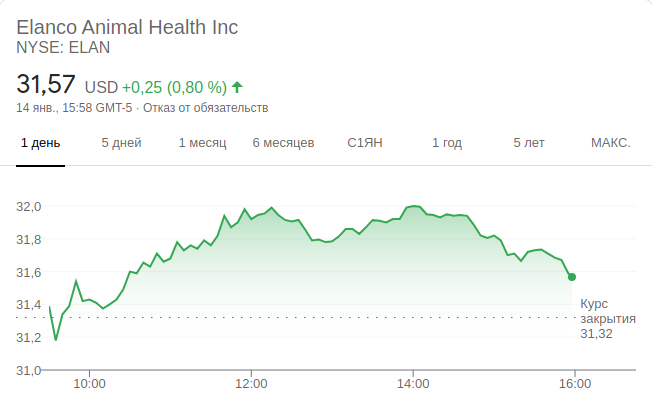 Elanco Animal Health Inc
NYSE: ELAN
31,57 USD +0,25 (0,80 %)
14 янв., 15:58 GMT-5 · Отказ от обязательств
1 день 5 дней 1 месяц 6 месяцев С1ЯН 1 год 5 лет МАКС.
32,0
31,8
31,6
31,4
31,2
31,0
Курс
закрытия
31,32
10:00 12:00 14:00 16:00